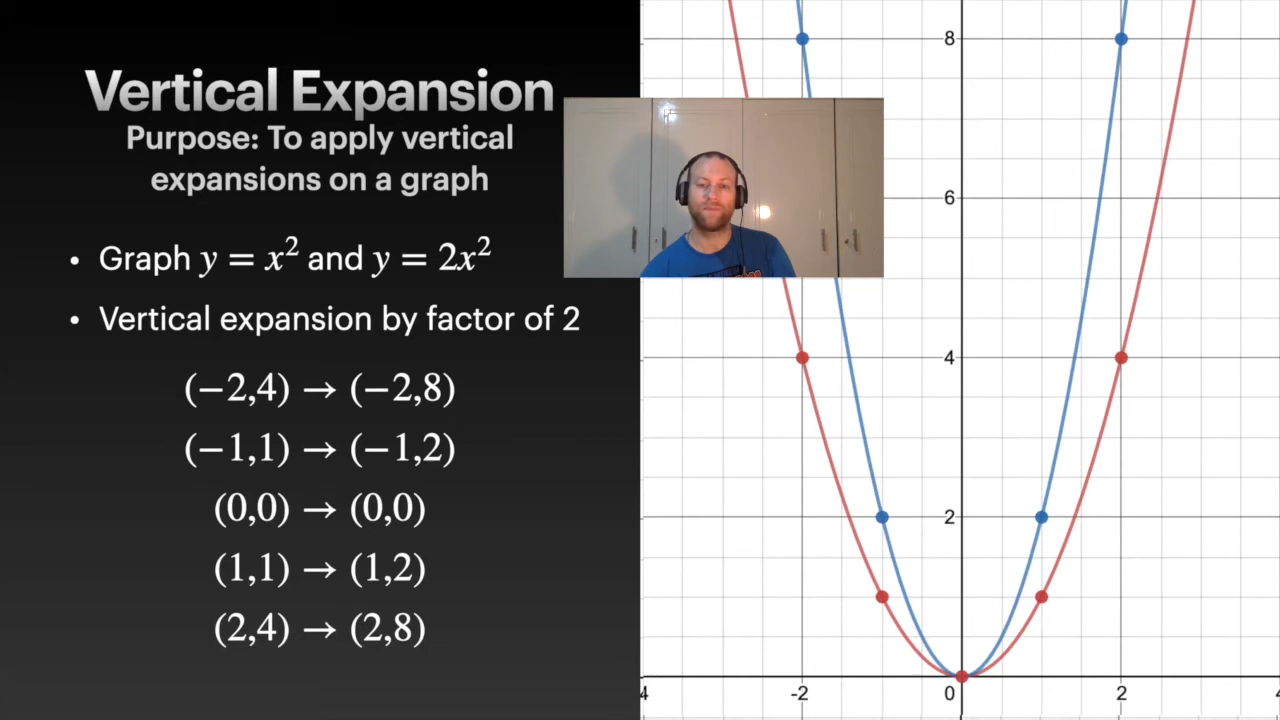 Vertical Expansion
Purpose: To apply vertical
expansions on a graph
• Graph y = x² and y = 2x²
• Vertical expansion by factor of 2
(−2,4) → (−2,8)
(−1,1) → (−1,2)
(0,0) → (0,0)
(1,1) → (1,2)
(2,4) → (2,8)
8
6
4
2
4 -2 0 2 4